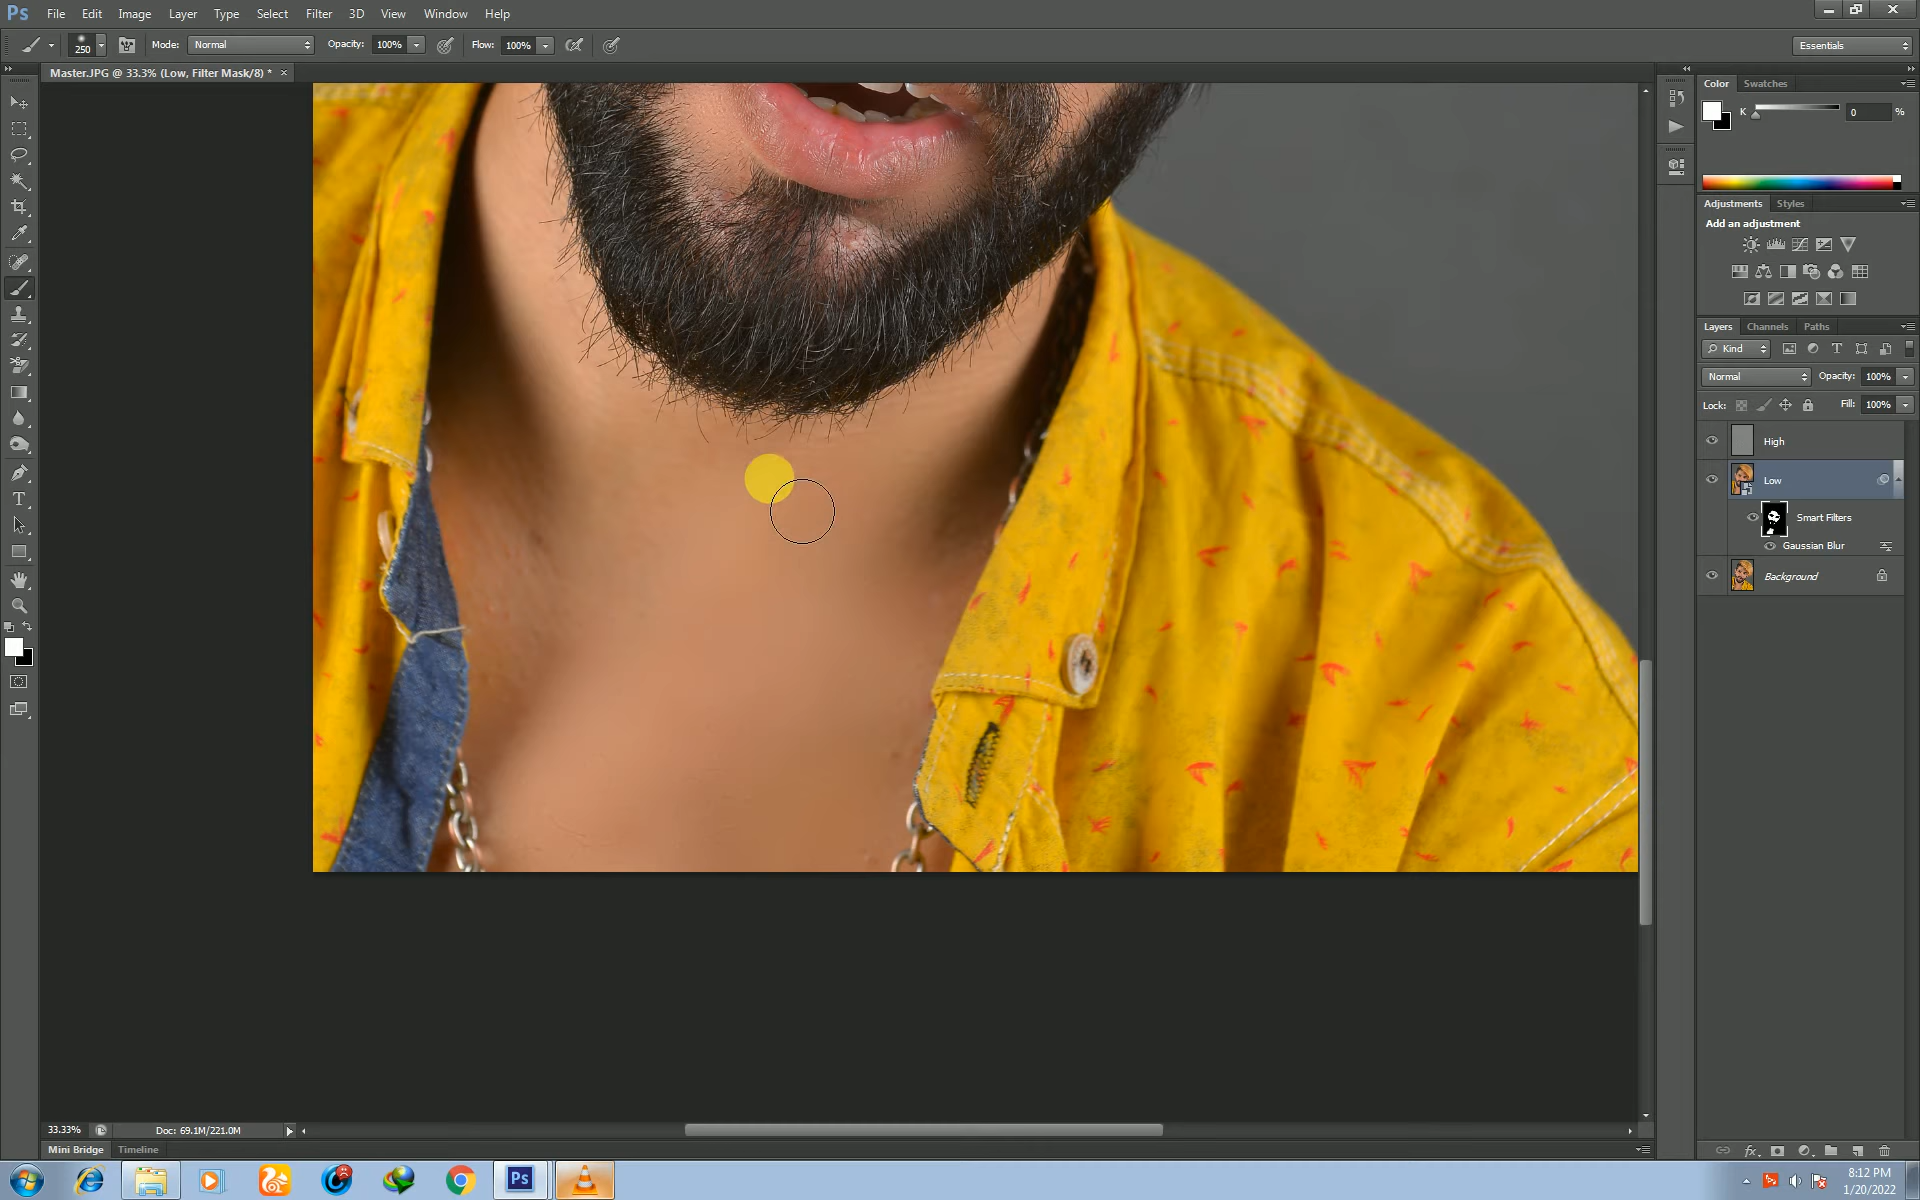 Ps File Edit Image Layer Type Select Filter 3D View Window Help
250 Mode: Normal Opacity: 100% Flow: 100% Essentials
Master.JPG @ 33.3% (Low, Filter Mask/8) * ×
Color Swatches
K 0 %
Adjustments Styles
Add an adjustment
Layers Channels Paths
Kind
Normal Opacity: 100%
Lock: Fill: 100%
High
Low
Smart Filters
Gaussian Blur
Background
33.33% Doc: 69.1M/221.0M
Mini Bridge Timeline
Ps
8:12 PM
1/20/2022